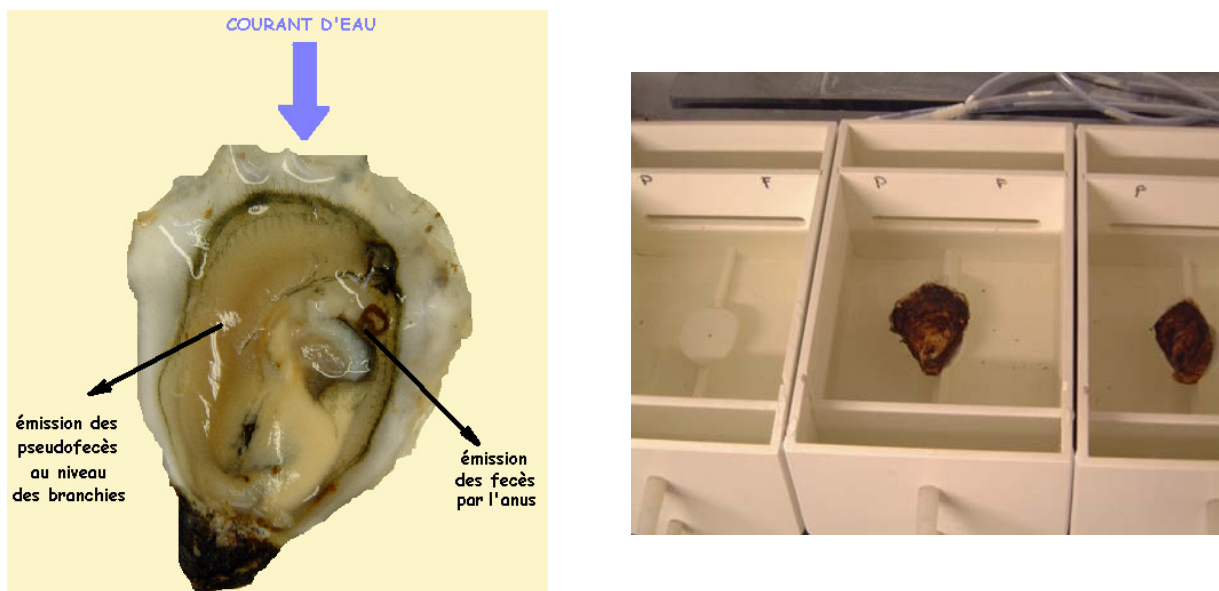 COURANT D'EAU
émission des
pseudofecès
au niveau
des branchies
émission
des fecès
par l'anus
P F
P F
P